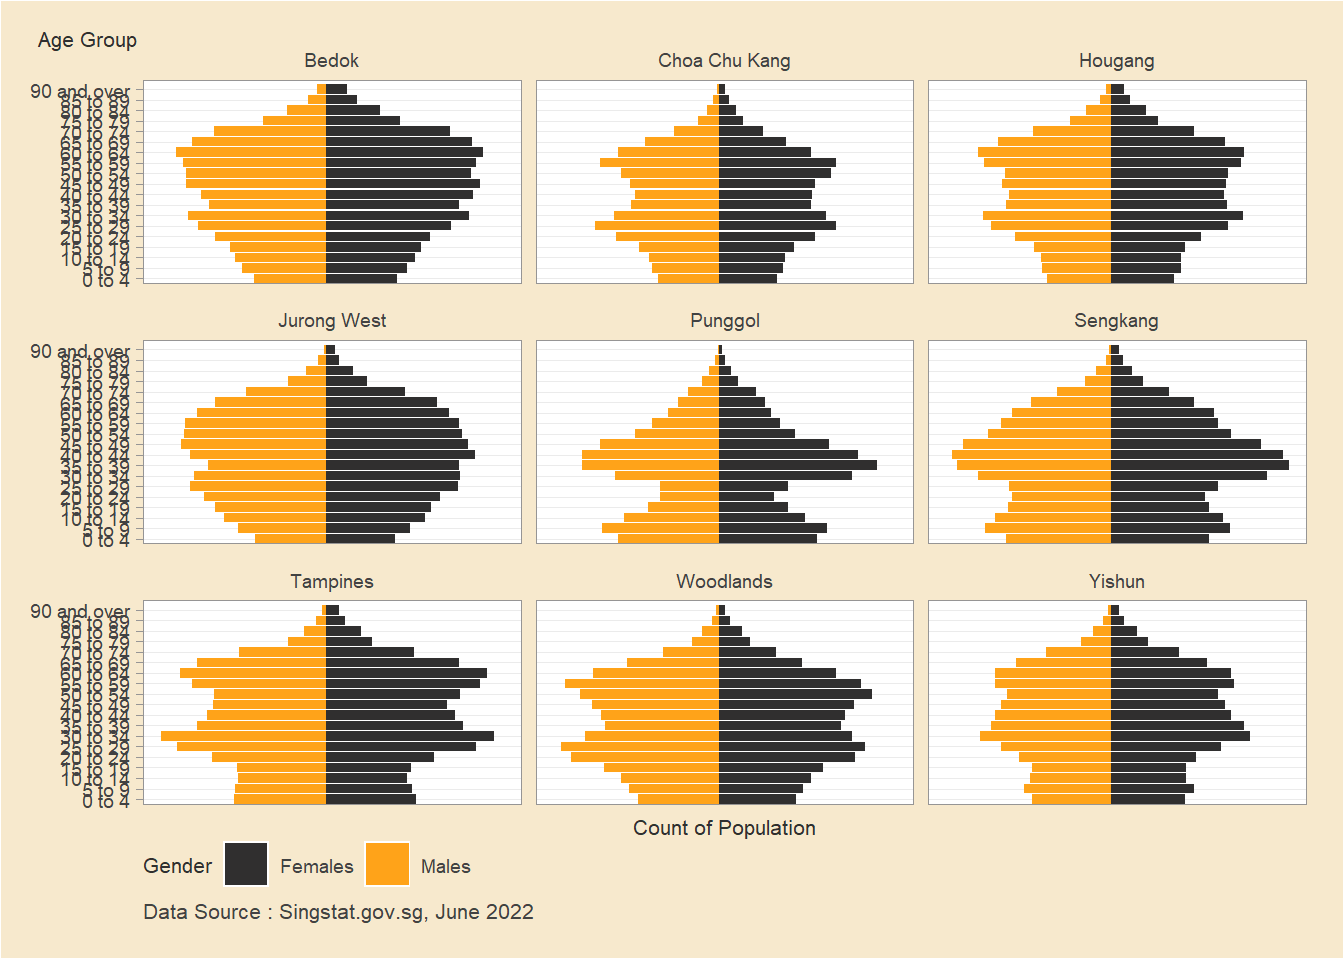 Age Group
Bedok
Choa Chu Kang
Hougang
90 and over
85 to 89
80 to 84
75 to 79
70 to 74
65 to 69
60 to 64
55 to 59
50 to 54
45 to 49
40 to 44
35 to 39
30 to 34
25 to 29
20 to 24
15 to 19
10 to 14
5 to 9
0 to 4
Jurong West
Punggol
Sengkang
90 and over
85 to 89
80 to 84
75 to 79
70 to 74
65 to 69
60 to 64
55 to 59
50 to 54
45 to 49
40 to 44
35 to 39
30 to 34
25 to 29
20 to 24
15 to 19
10 to 14
5 to 9
0 to 4
Tampines
Woodlands
Yishun
90 and over
85 to 89
80 to 84
75 to 79
70 to 74
65 to 69
60 to 64
55 to 59
50 to 54
45 to 49
40 to 44
35 to 39
30 to 34
25 to 29
20 to 24
15 to 19
10 to 14
5 to 9
0 to 4
Count of Population
Gender Females Males
Data Source : Singstat.gov.sg, June 2022